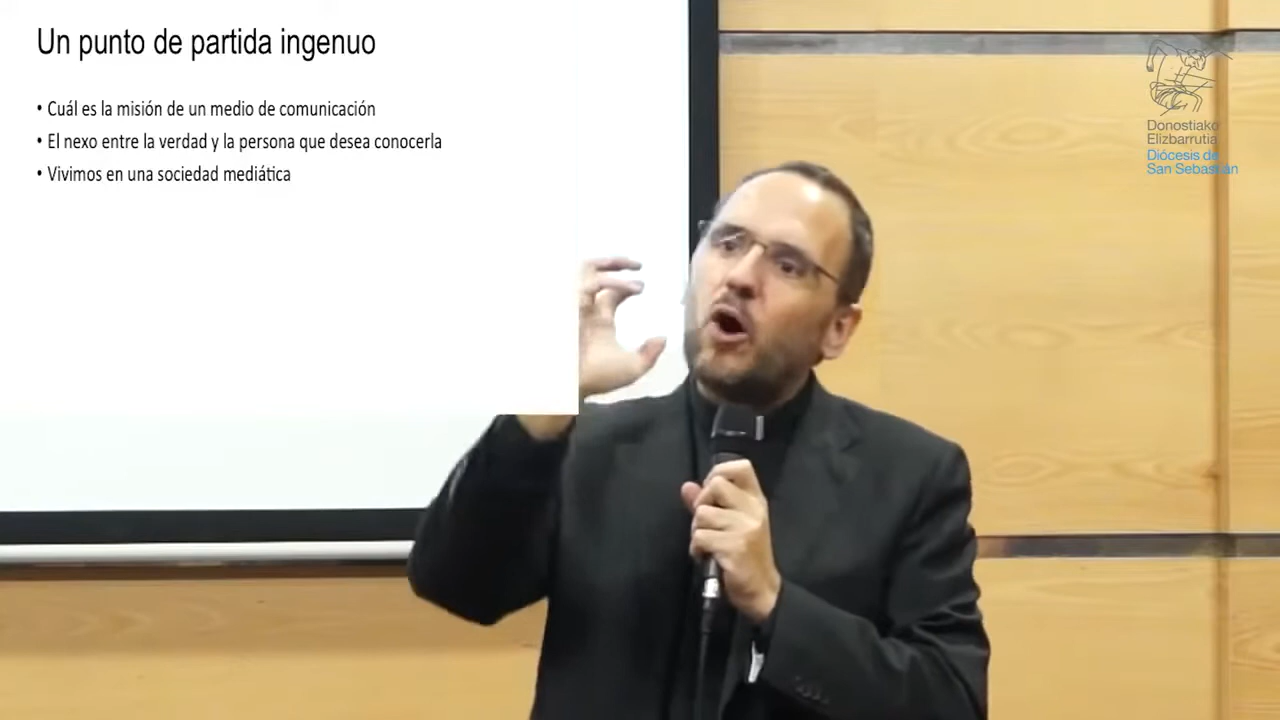 Un punto de partida ingenuo
• Cuál es la misión de un medio de comunicación
• El nexo entre la verdad y la persona que desea conocerla
• Vivimos en una sociedad mediática
Donostiako
Elizbarrutia
Diócesis de
San Sebastián